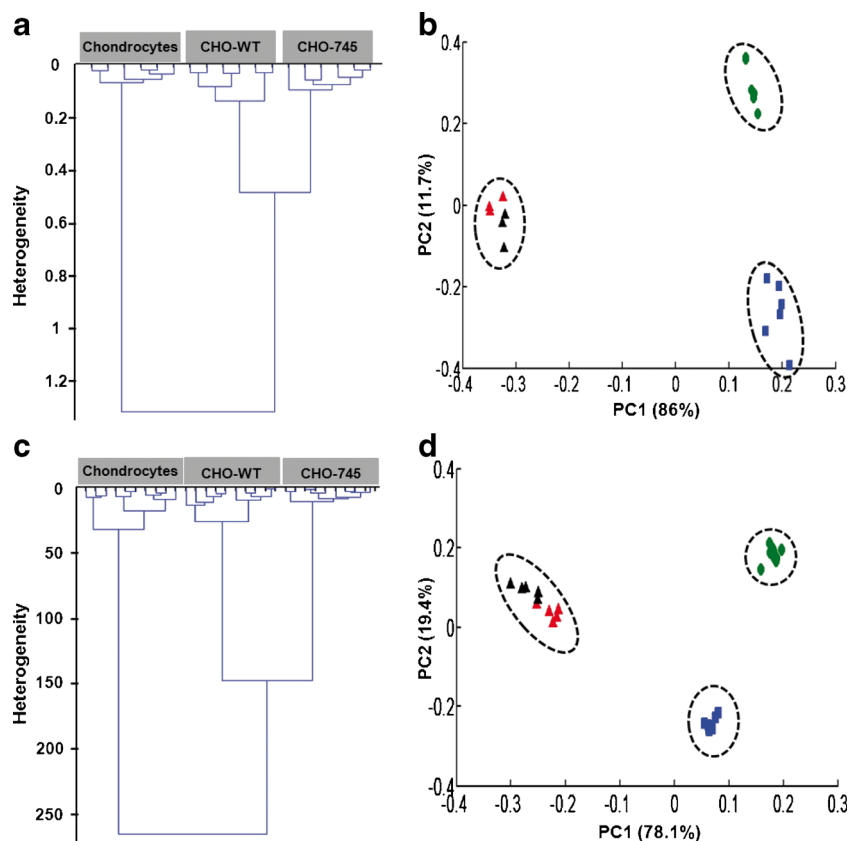 a
Chondrocytes CHO-WT CHO-745
0
0.2
0.4
0.6
0.8
1
1.2
Heterogeneity
b
0.4
0.2
0
-0.2
-0.4
PC2 (11.7%)
-0.4 -0.3 -0.2 -0.1 0 0.1 0.2 0.3
PC1 (86%)
c
Chondrocytes CHO-WT CHO-745
0
50
100
150
200
250
Heterogeneity
d
0.4
0.2
0
-0.2
-0.4
PC2 (19.4%)
-0.4 -0.3 -0.2 -0.1 0 0.1 0.2 0.3
PC1 (78.1%)